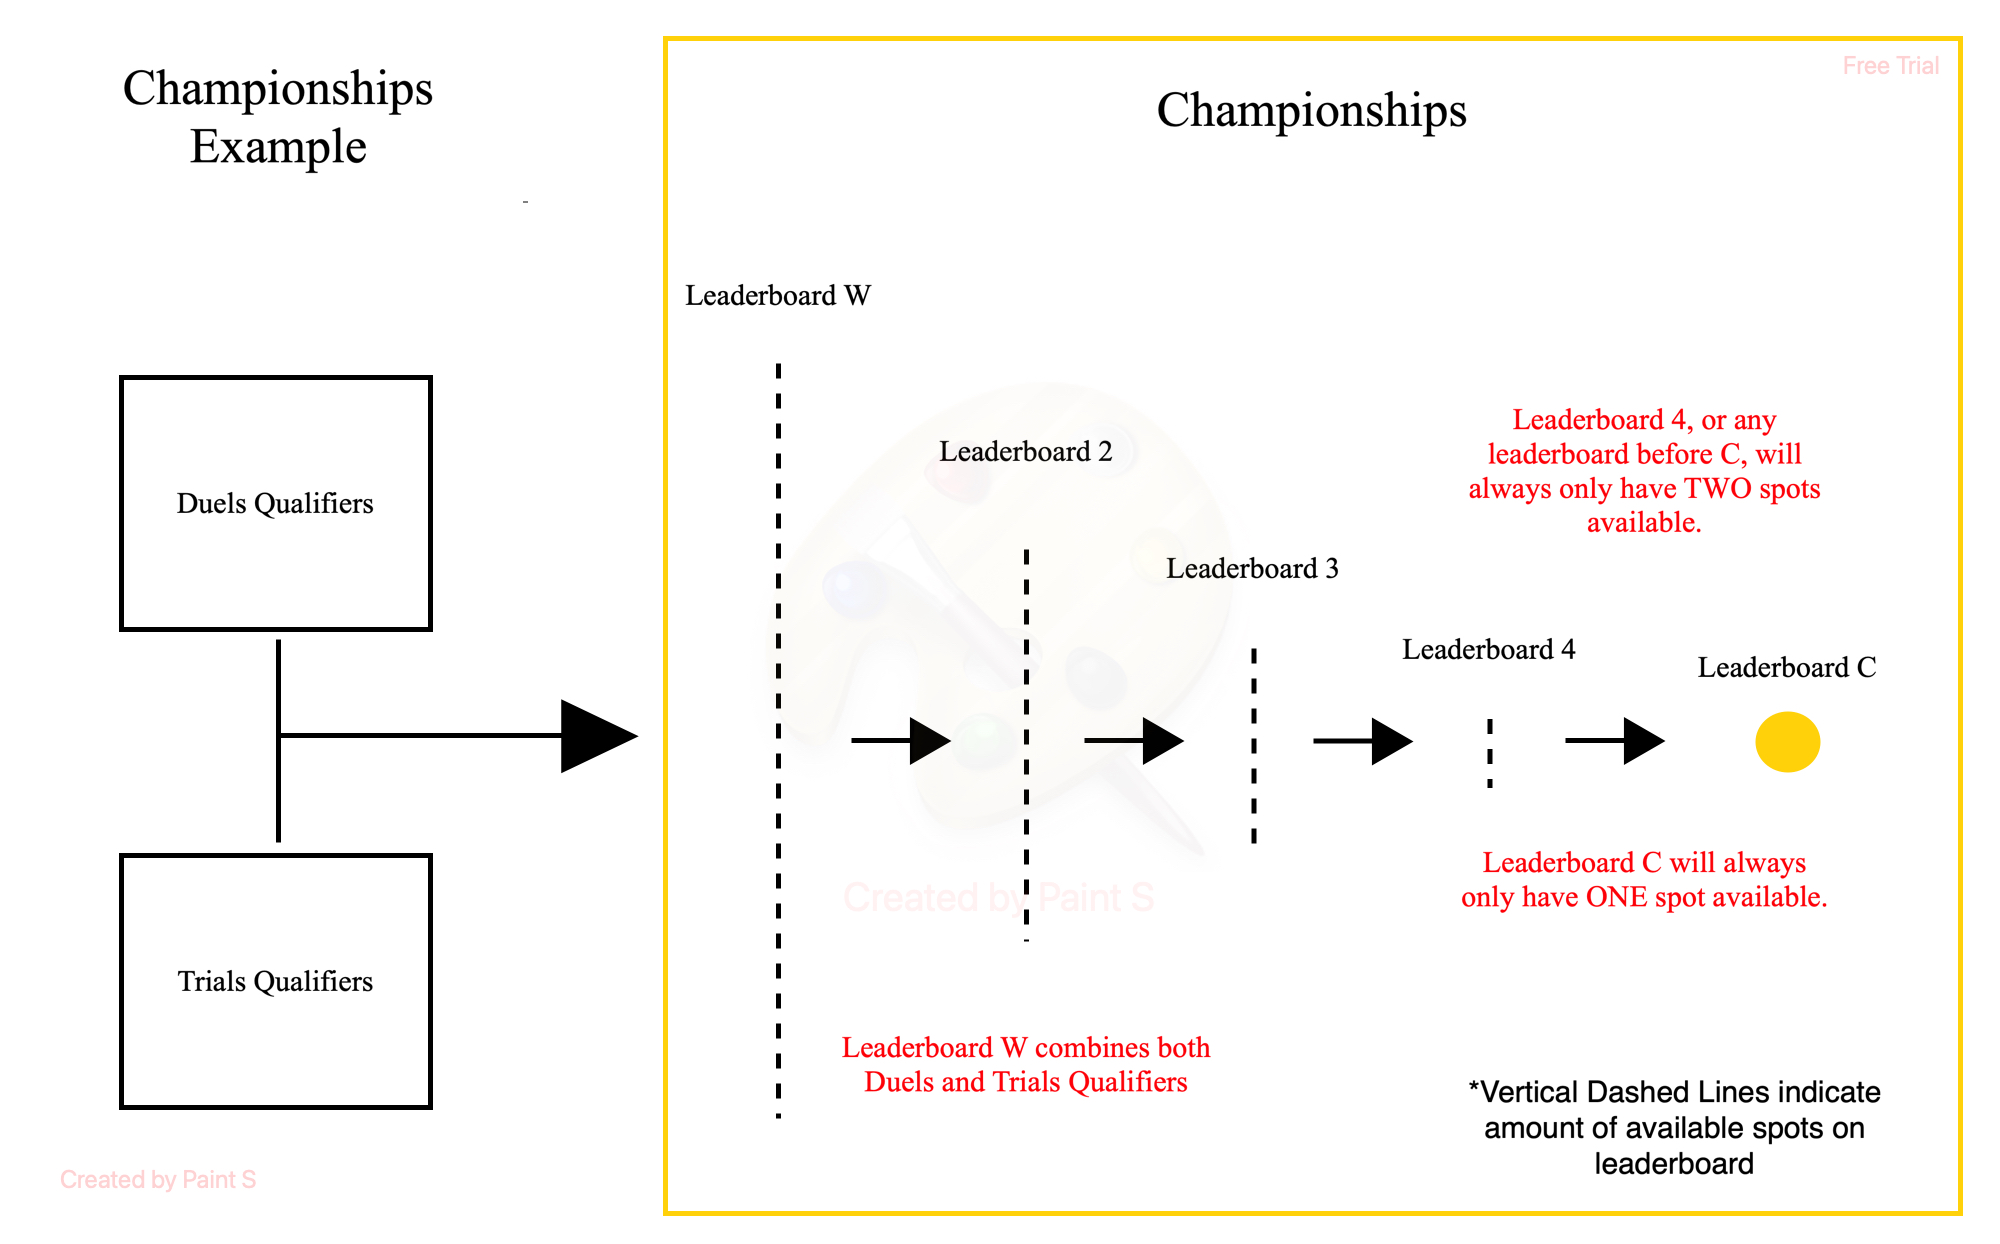 Championships
Example
Free Trial
Championships
Leaderboard W
Leaderboard 2
Leaderboard 3
Leaderboard 4
Leaderboard C
Leaderboard 4, or any
leaderboard before C, will
always only have TWO spots
available.
Duels Qualifiers
Trials Qualifiers
Leaderboard C will always
only have ONE spot available.
Created by Paint S
Leaderboard W combines both
Duels and Trials Qualifiers
*Vertical Dashed Lines indicate
amount of available spots on
leaderboard
Created by Paint S